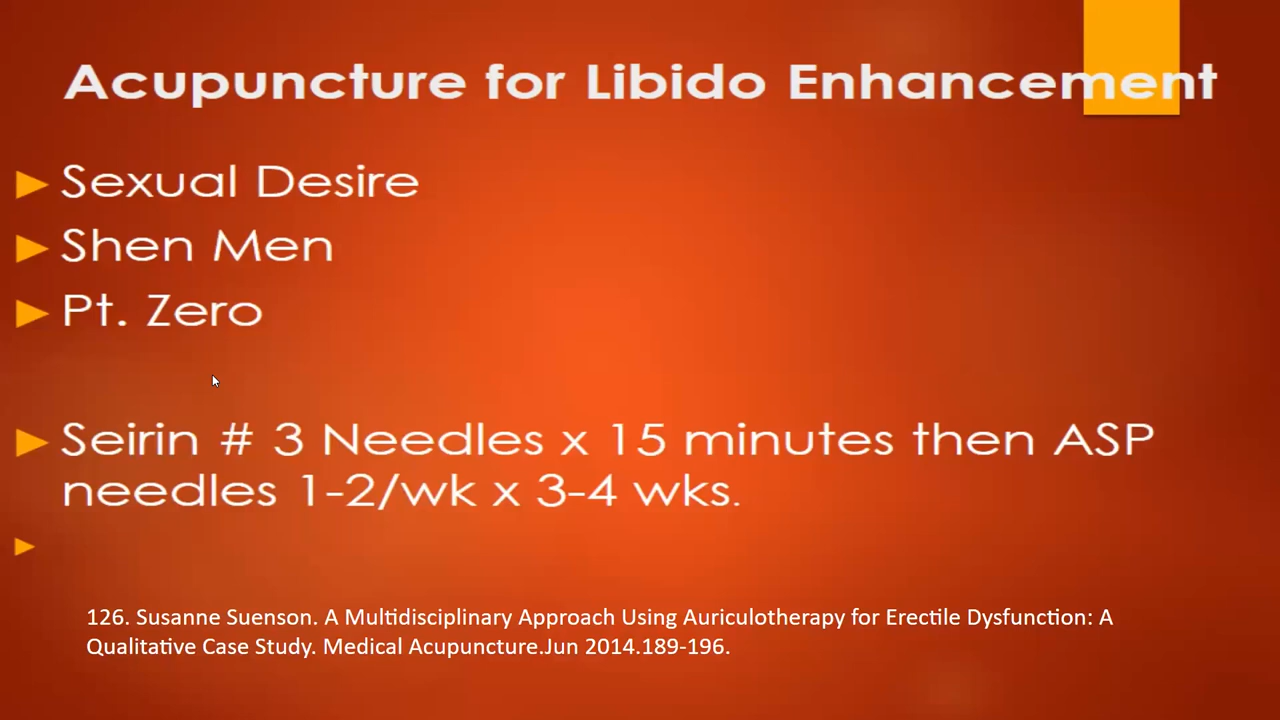 Acupuncture for Libido Enhancement
Sexual Desire
Shen Men
Pt. Zero
Seirin # 3 Needles x 15 minutes then ASP
needles 1-2/wk x 3-4 wks.
126. Susanne Suenson. A Multidisciplinary Approach Using Auriculotherapy for Erectile Dysfunction: A
Qualitative Case Study. Medical Acupuncture.Jun 2014.189-196.